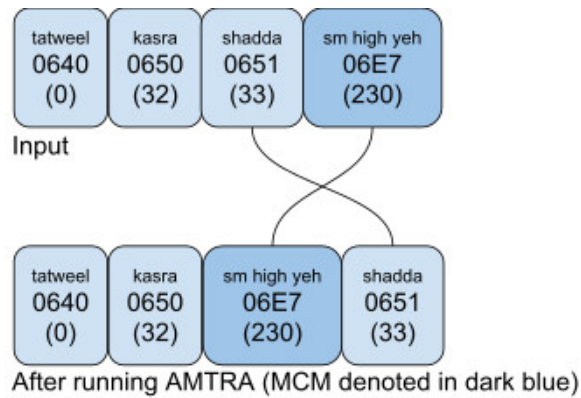 tatweel kasra shadda sm high yeh
0640 0650 0651 06E7
(0) (32) (33) (230)
Input
tatweel kasra sm high yeh shadda
0640 0650 06E7 0651
(0) (32) (230) (33)
After running AMTRA (MCM denoted in dark blue)